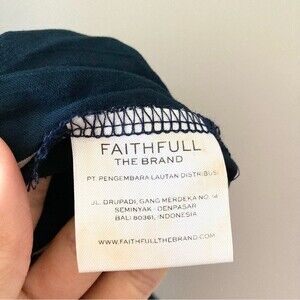 FAITHFULL
THE BRAND
PT. PENGEMBARA LAUTAN DISTRIBUSI
JL. DRUPADI, GANG MERDEKA NO.
SEMINYAK - DENPASAR
BALI 80361, INDONESIA
WWW.FAITHFULLTHEBRAND.COM